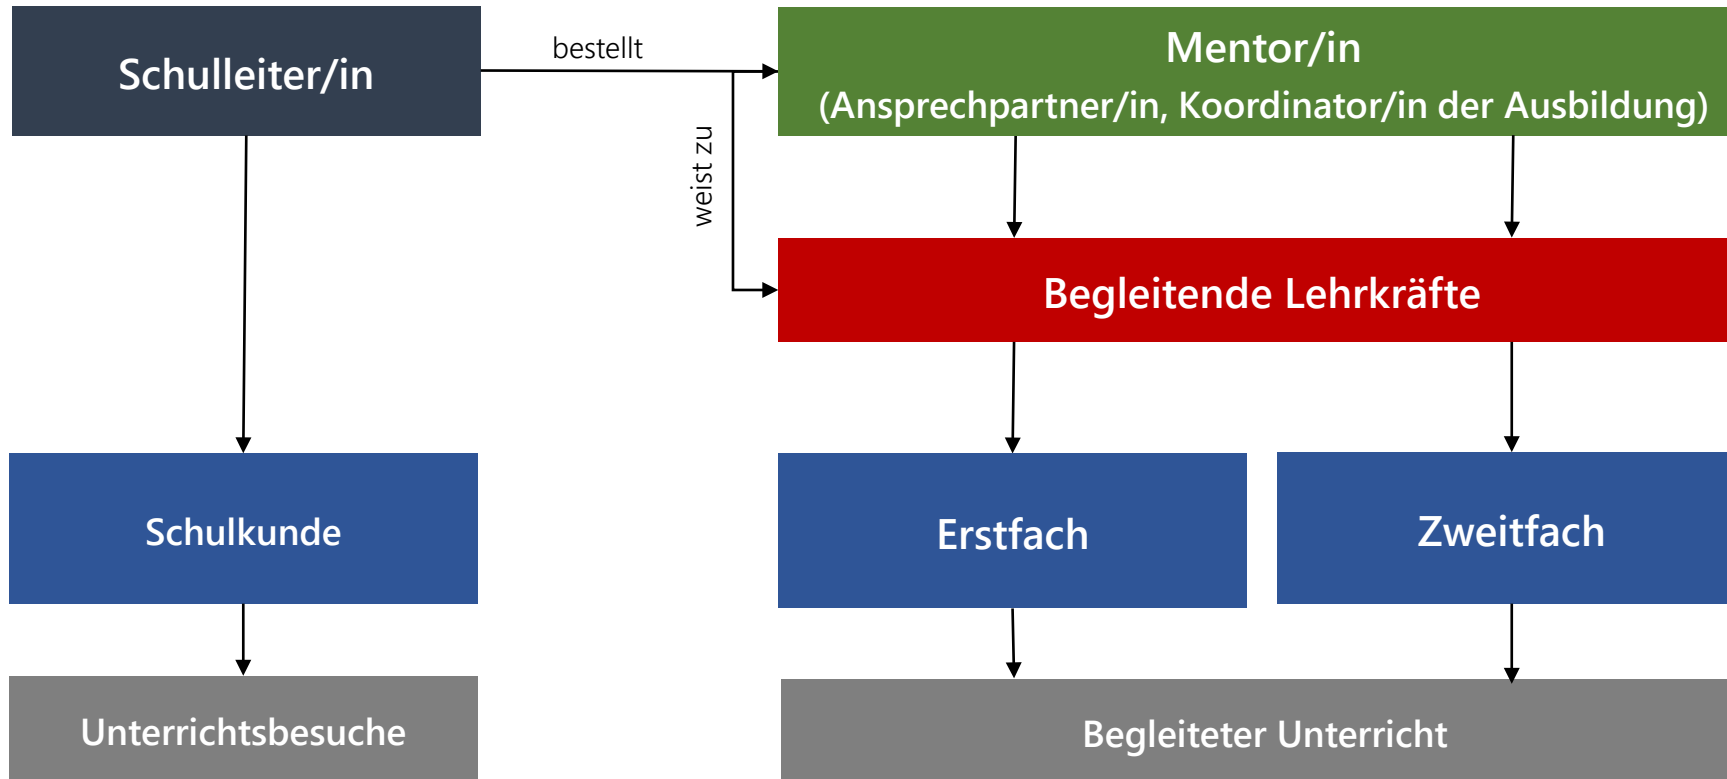 Schulleiter/in
bestellt
Mentor/in
(Ansprechpartner/in, Koordinator/in der Ausbildung)
weist zu
Begleitende Lehrkräfte
Schulkunde
Erstfach
Zweitfach
Unterrichtsbesuche
Begleiteter Unterricht